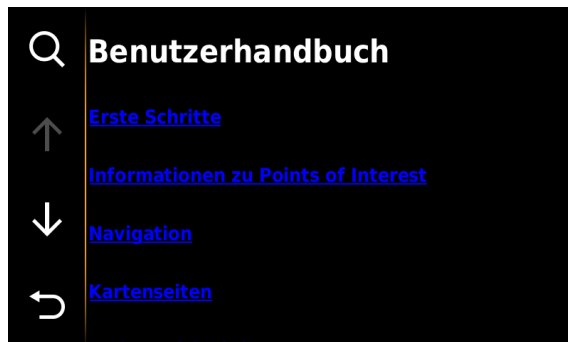 Benutzerhandbuch
Erste Schritte
Informationen zu Points of Interest
Navigation
Kartenseiten